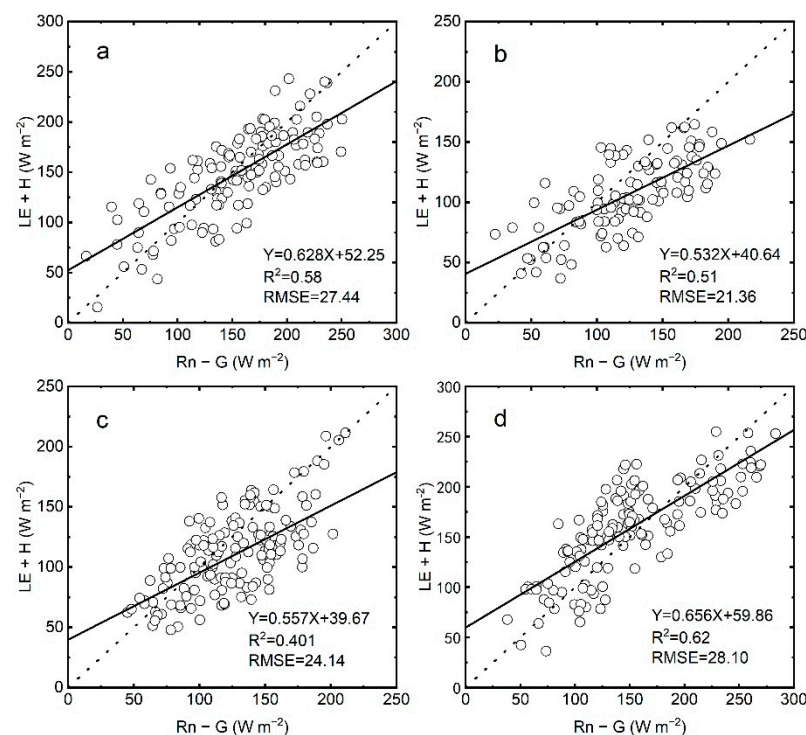 a
300
250
200
150
100
50
0
LE + H (W m⁻²)
0 50 100 150 200 250 300
Rn − G (W m⁻²)
Y=0.628X+52.25
R²=0.58
RMSE=27.44
b
250
200
150
100
50
0
LE + H (W m⁻²)
0 50 100 150 200 250
Rn − G (W m⁻²)
Y=0.532X+40.64
R²=0.51
RMSE=21.36
c
250
200
150
100
50
0
LE + H (W m⁻²)
0 50 100 150 200 250
Rn − G (W m⁻²)
Y=0.557X+39.67
R²=0.401
RMSE=24.14
d
300
250
200
150
100
50
0
LE + H (W m⁻²)
0 50 100 150 200 250 300
Rn − G (W m⁻²)
Y=0.656X+59.86
R²=0.62
RMSE=28.10